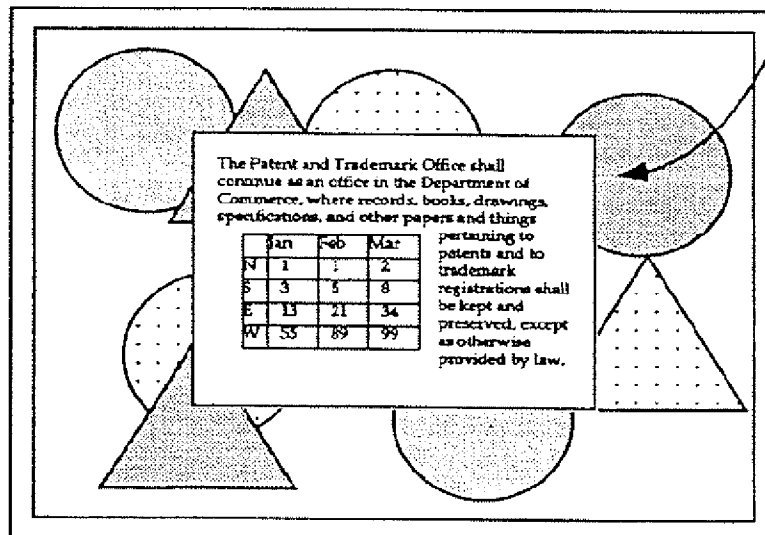 The Patent and Trademark Office shall
continue as an office in the Department of
Commerce, where records, books, drawings,
specifications, and other papers and things
pertaining to
patents and to
trademark
registrations shall
be kept and
preserved, except
as otherwise
provided by law.
Jan Feb Mar
N 1 1 2
S 3 5 8
E 13 21 34
W 55 89 99